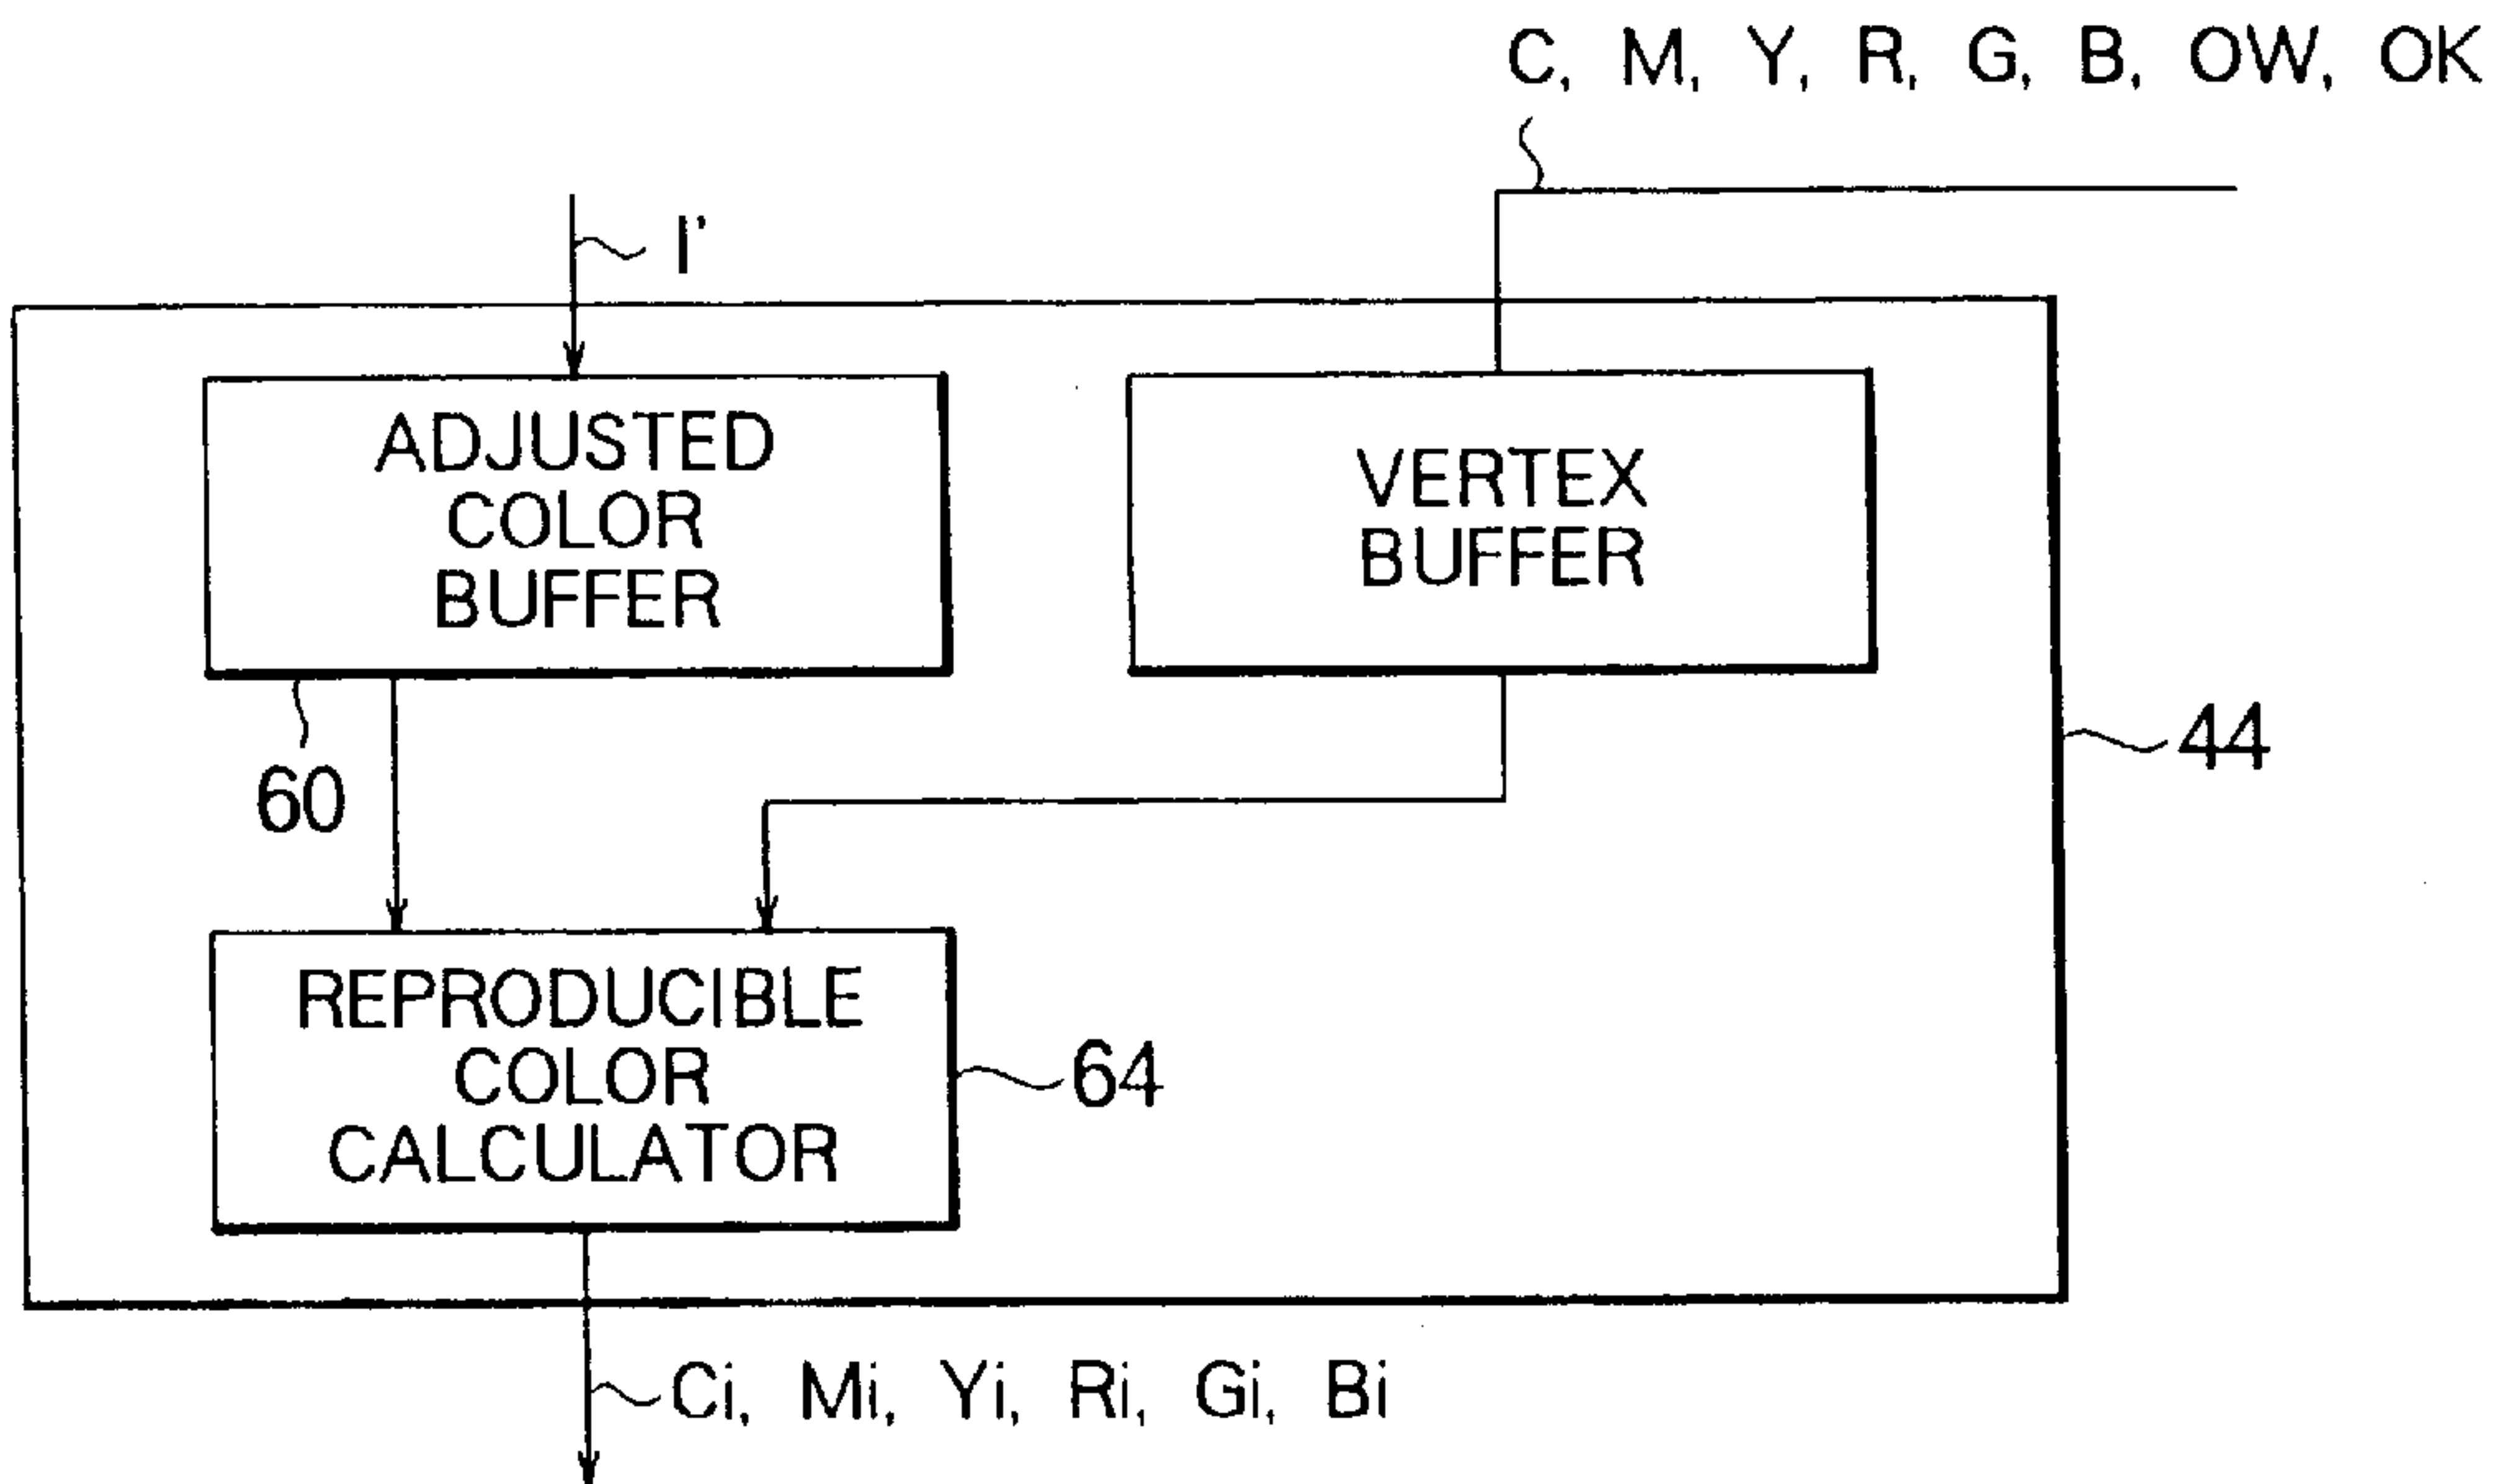 C, M, Y, R, G, B, OW, OK
I'
ADJUSTED
COLOR
BUFFER
VERTEX
BUFFER
44
60
REPRODUCIBLE
COLOR
CALCULATOR
64
Ci, Mi, Yi, Ri, Gi, Bi